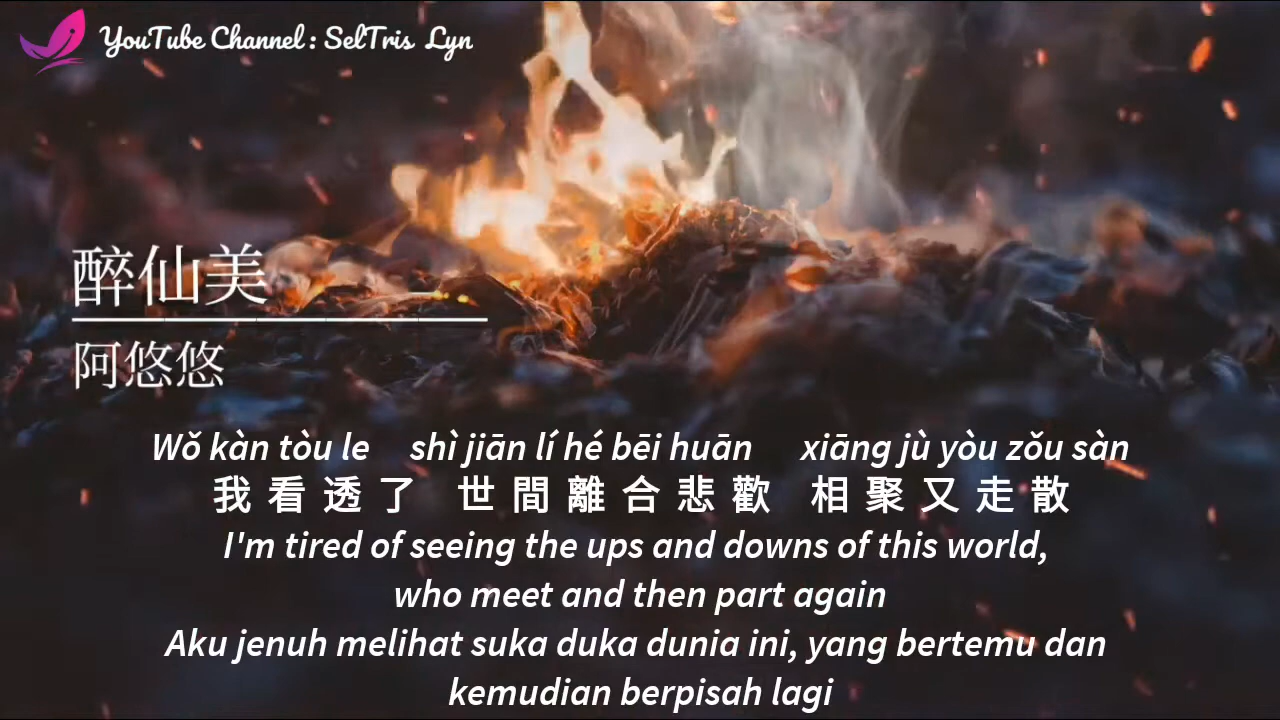 YouTube Channel : SelTris Lyn
醉仙美
阿悠悠
Wǒ kàn tòu le shì jiān lí hé bēi huān xiāng jù yòu zǒu sàn
我看透了 世間離合悲歡 相聚又走散
I'm tired of seeing the ups and downs of this world,
who meet and then part again
Aku jenuh melihat suka duka dunia ini, yang bertemu dan
kemudian berpisah lagi